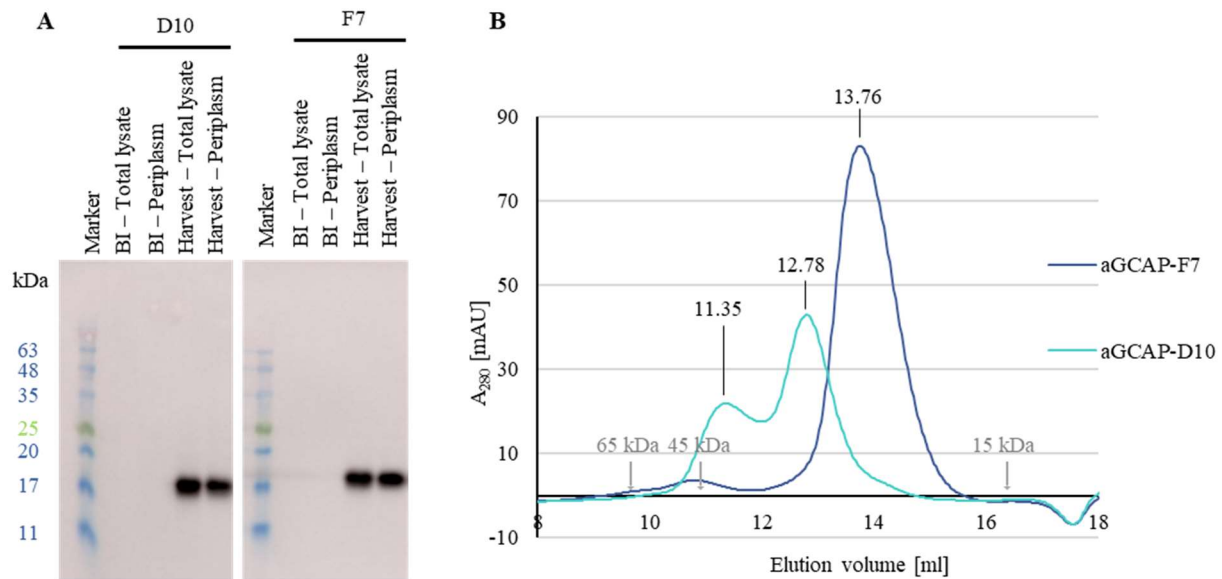 A
D10
F7
Marker
BI – Total lysate
BI – Periplasm
Harvest – Total lysate
Harvest – Periplasm
Marker
BI – Total lysate
BI – Periplasm
Harvest – Total lysate
Harvest – Periplasm
kDa
63
48
35
25
20
17
11
B
90
70
50
30
10
-10
A280 [mAU]
13.76
12.78
11.35
65 kDa
45 kDa
15 kDa
8
10
12
14
16
18
Elution volume [ml]
aGCAP-F7
aGCAP-D10